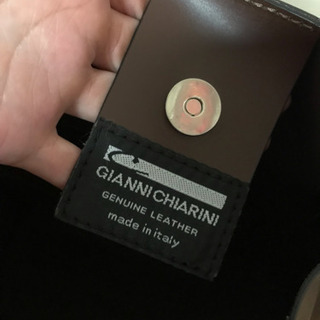 GIANNI CHIARINI
GENUINE LEATHER
made in italy